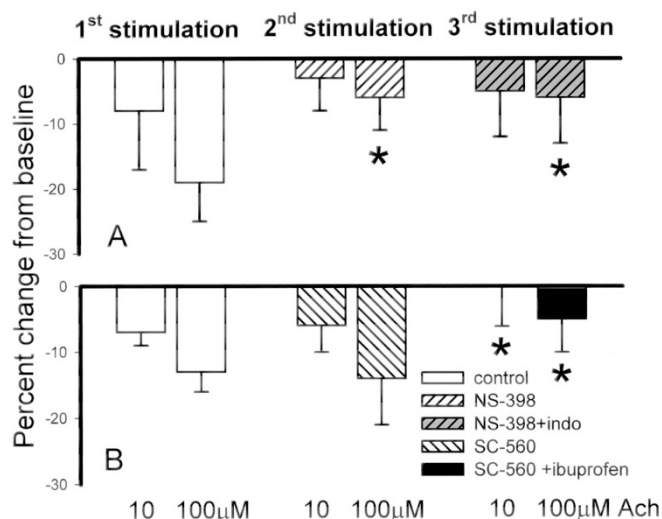 1st stimulation 2nd stimulation 3rd stimulation
Percent change from baseline
0
-10
-20
-30
A
*
*
0
-10
-20
-30
B
*
*
control
NS-398
NS-398+indo
SC-560
SC-560 +ibuprofen
10 100µM 10 100µM 10 100µM Ach